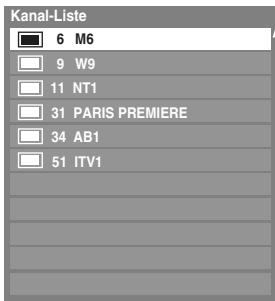 Kanal-Liste
6 M6
9 W9
11 NT1
31 PARIS PREMIERE
34 AB1
51 ITV1